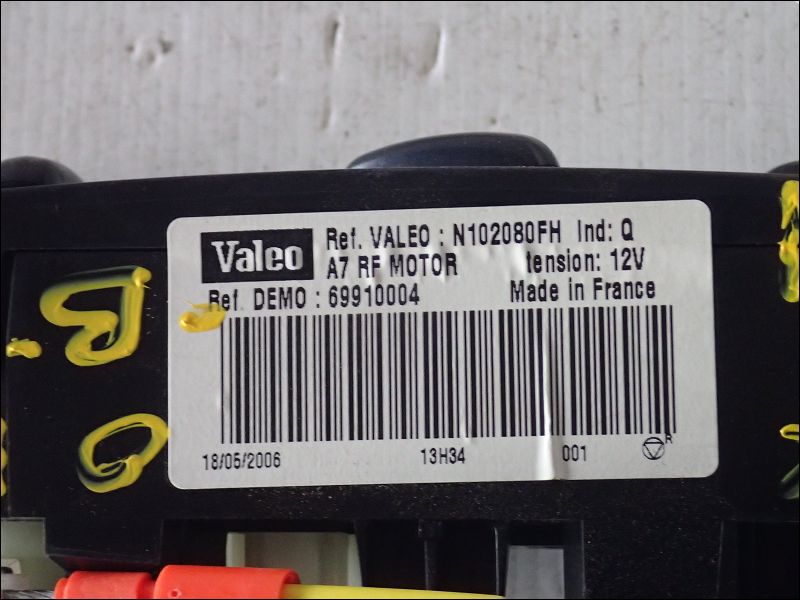 Valeo
Ref. VALEO : N102080FH Ind: Q
A7 RF MOTOR tension: 12V
Ref. DEMO : 69910004 Made in France
18/05/2006 13H34 001 R